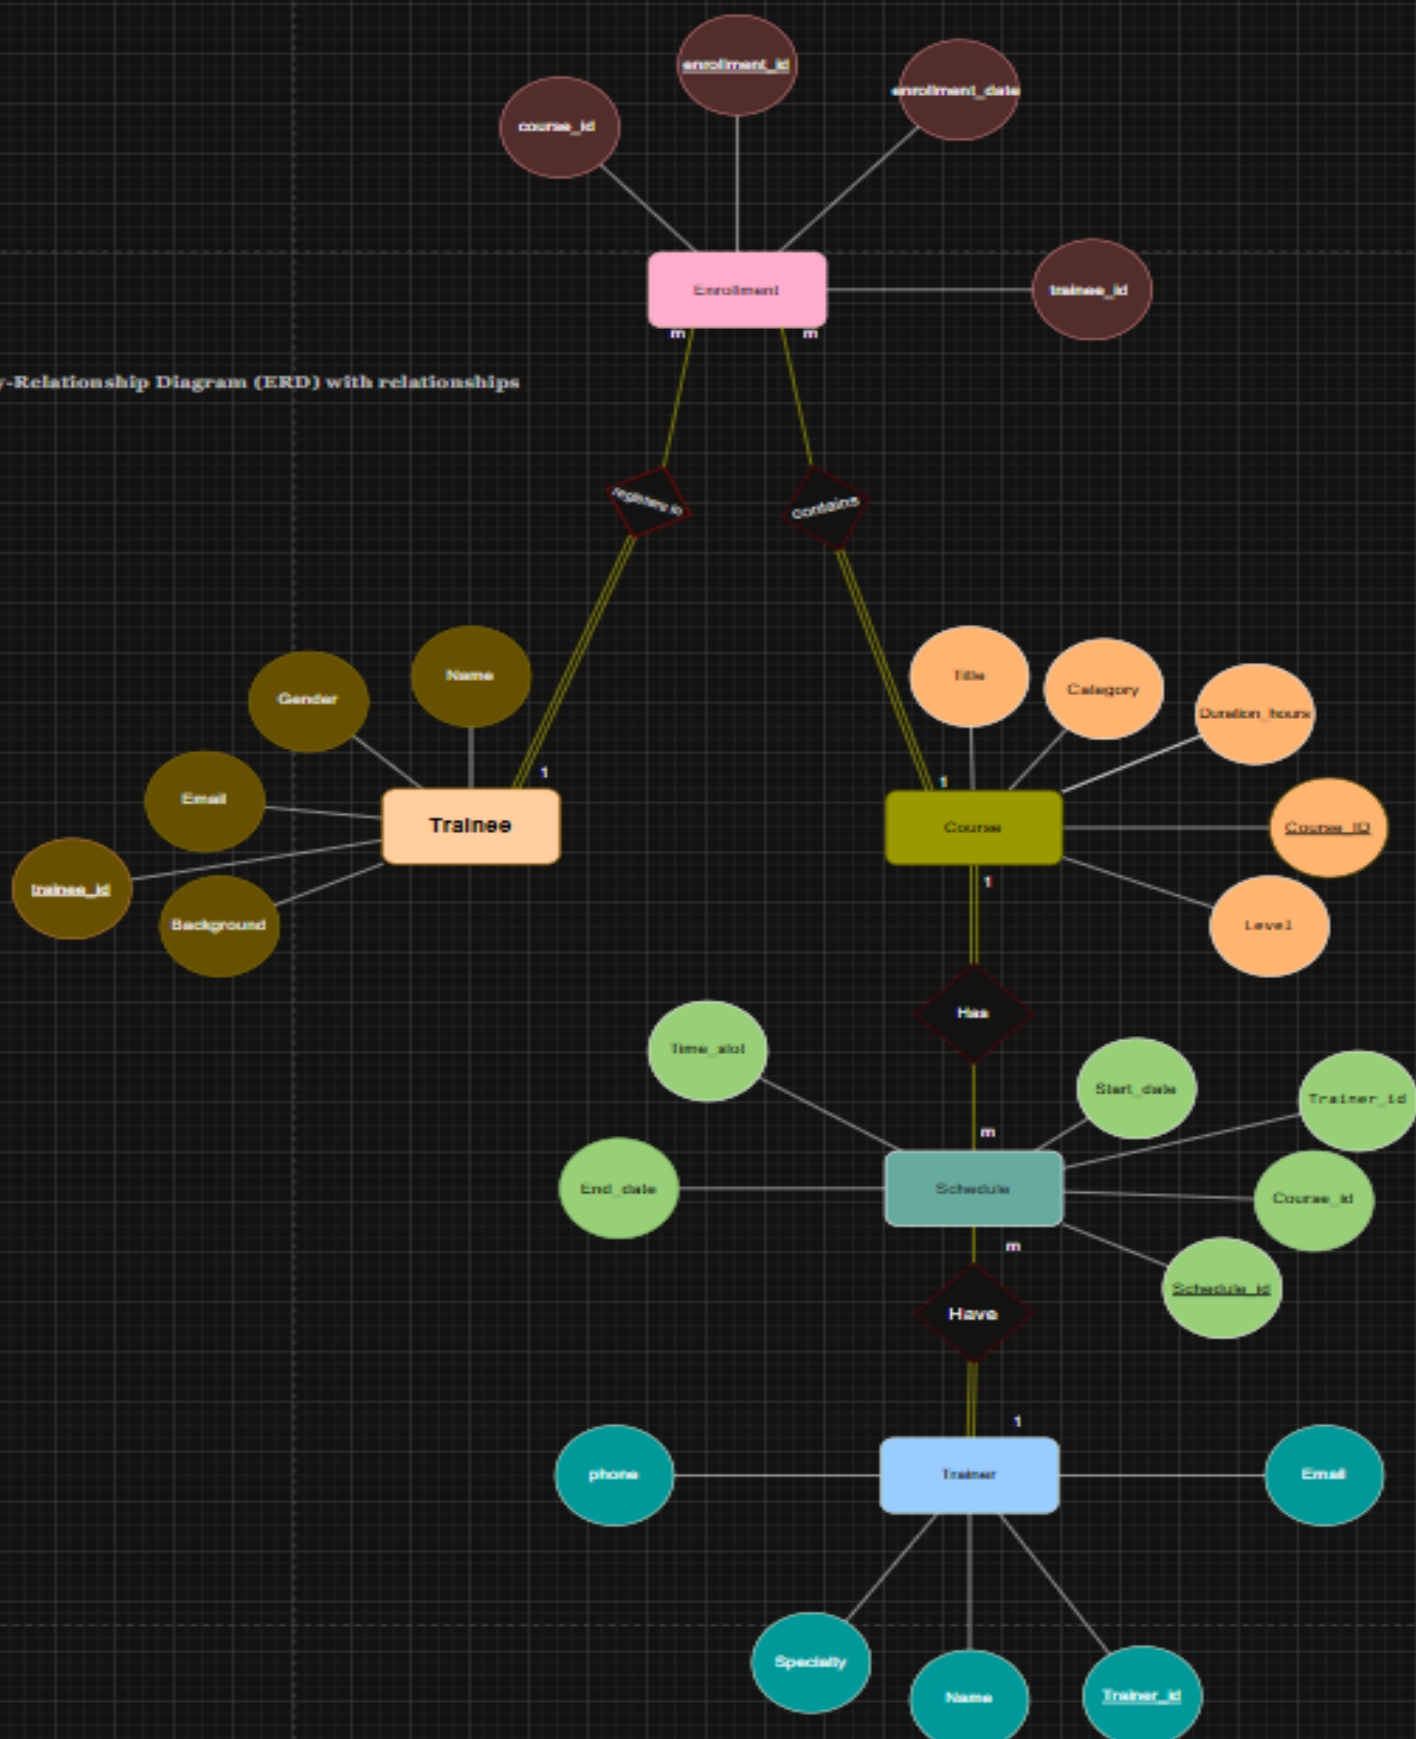 enrollment_id
enrollment_date
course_id
Enrollment
trainee_id
m
m
y-Relationship Diagram (ERD) with relationships
registers in
contains
Name
Title
Category
Gender
Duration_hours
1
1
Email
Trainee
Course
Course_ID
trainee_id
1
Background
Level
Has
Time_slot
Start_date
Trainer_id
m
End_date
Schedule
Course_id
m
Schedule_id
Have
1
phone
Trainer
Email
Specialty
Name
Trainer_id